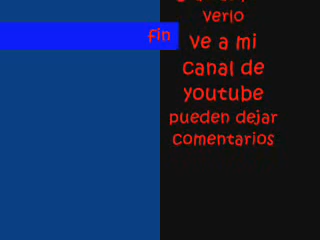 verlo
fin
ve a mi
canal de
youtube
pueden dejar
comentarios